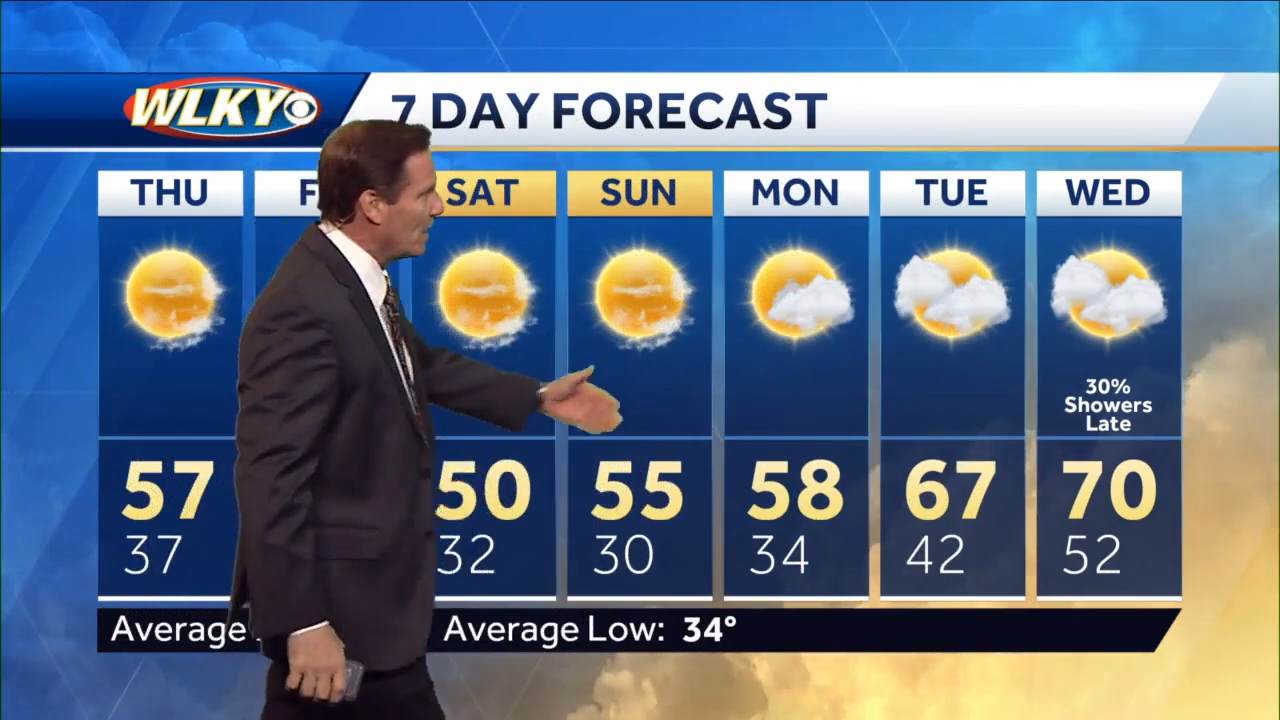 WLKY
7 DAY FORECAST
THU F SAT SUN MON TUE WED
30%
Showers
Late
57 50 55 58 67 70
37 32 30 34 42 52
Average Average Low: 34°